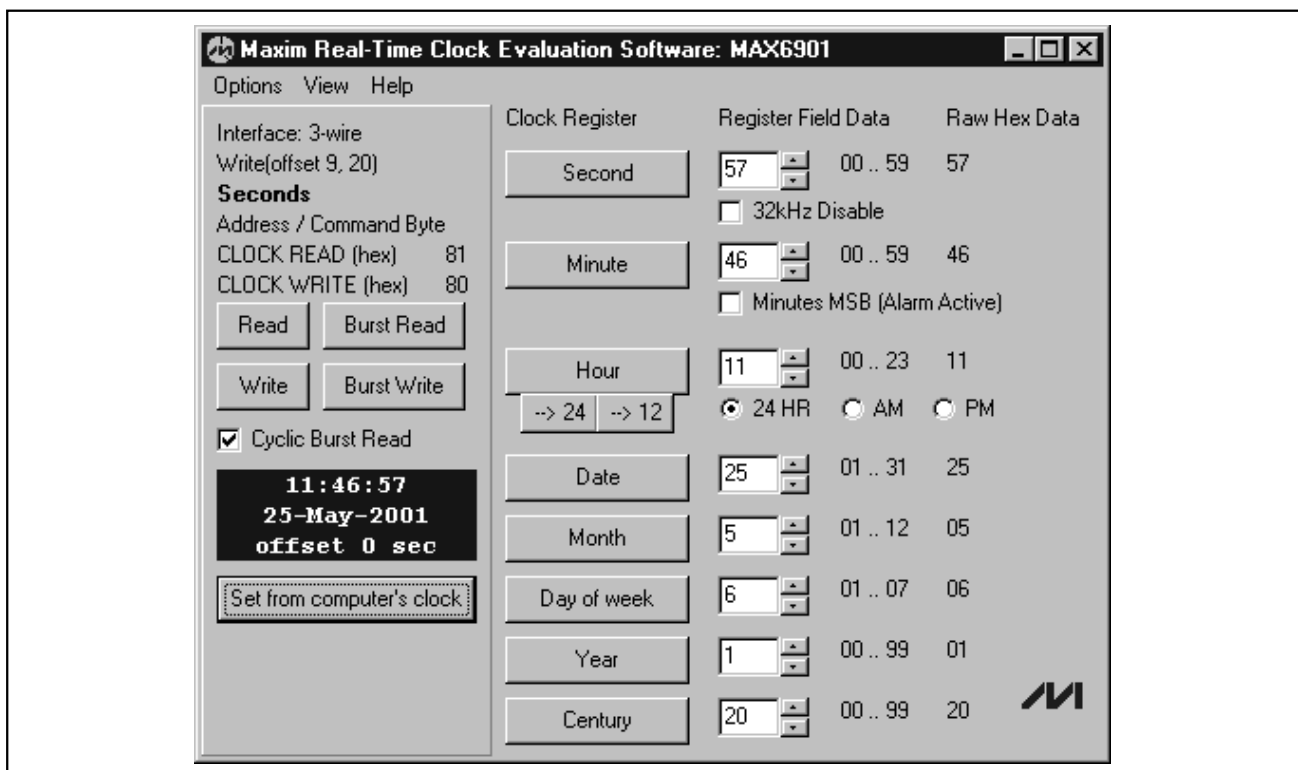 Maxim Real-Time Clock Evaluation Software: MAX6901
Options View Help
Interface: 3-wire
Write(offset 9, 20)
Seconds
Address / Command Byte
CLOCK READ (hex) 81
CLOCK WRITE (hex) 80
Read Burst Read
Write Burst Write
Cyclic Burst Read
11:46:57
25-May-2001
offset 0 sec
Set from computer's clock
Clock Register Register Field Data Raw Hex Data
Second 57 00 .. 59 57
32kHz Disable
Minute 46 00 .. 59 46
Minutes MSB (Alarm Active)
Hour 11 00 .. 23 11
--> 24 --> 12 24 HR AM PM
Date 25 01 .. 31 25
Month 5 01 .. 12 05
Day of week 6 01 .. 07 06
Year 1 00 .. 99 01
Century 20 00 .. 99 20